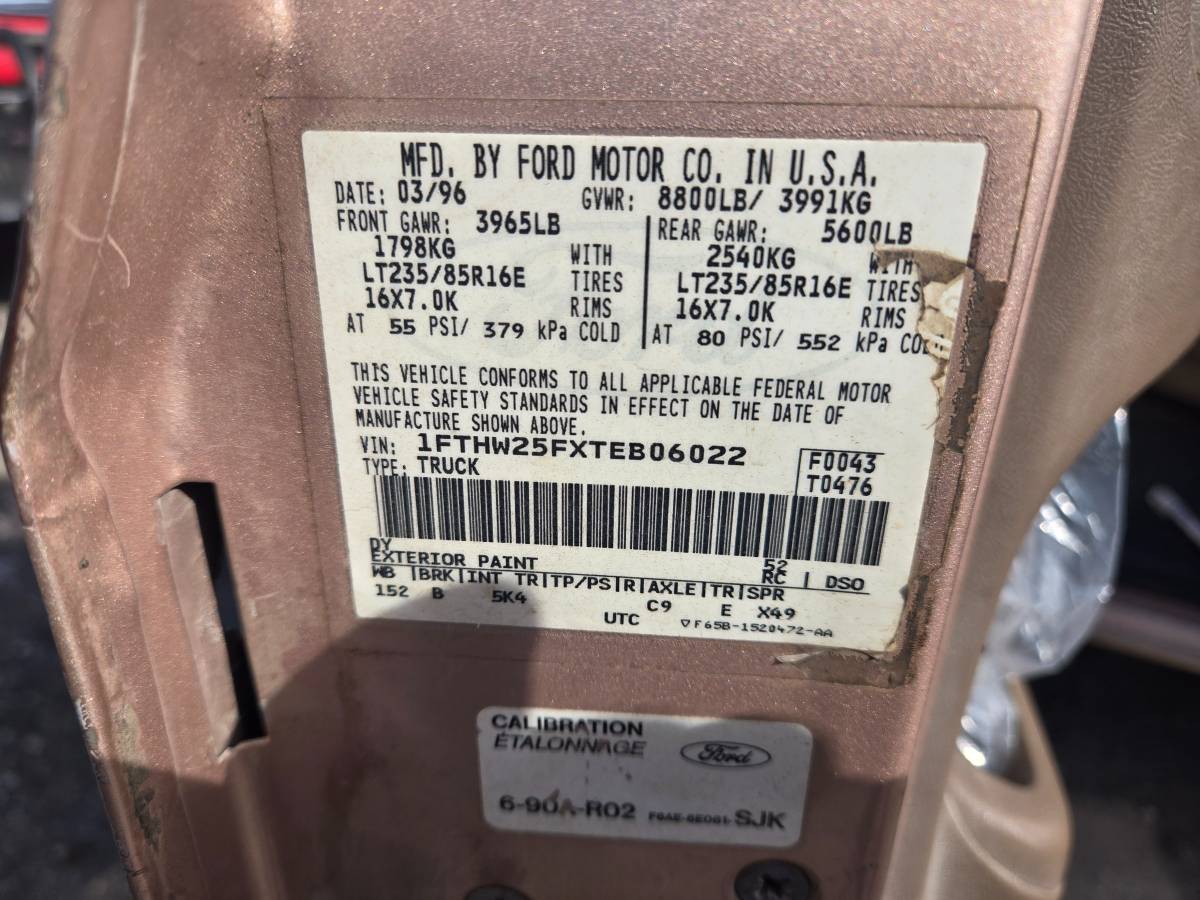 MFD. BY FORD MOTOR CO. IN U.S.A.
DATE: 03/96 GVWR: 8800LB/ 3991KG
FRONT GAWR: 3965LB REAR GAWR: 5600LB
1798KG WITH 2540KG WITH
LT235/85R16E TIRES LT235/85R16E TIRES
16X7.0K RIMS 16X7.0K RIMS
AT 55 PSI/ 379 kPa COLD AT 80 PSI/ 552 kPa COLD
THIS VEHICLE CONFORMS TO ALL APPLICABLE FEDERAL MOTOR
VEHICLE SAFETY STANDARDS IN EFFECT ON THE DATE OF
MANUFACTURE SHOWN ABOVE.
VIN: 1FTHW25FXTEB06022 F0043
TYPE: TRUCK T0476
DY
EXTERIOR PAINT 52
WB BRK INT TR TP/PS R AXLE TR SPR RC DSO
152 B 5K4 C9 E X49
UTC ▽F65B-1520472-AA
CALIBRATION
ÉTALONNAGE Ford
6-90A-R02 SJK